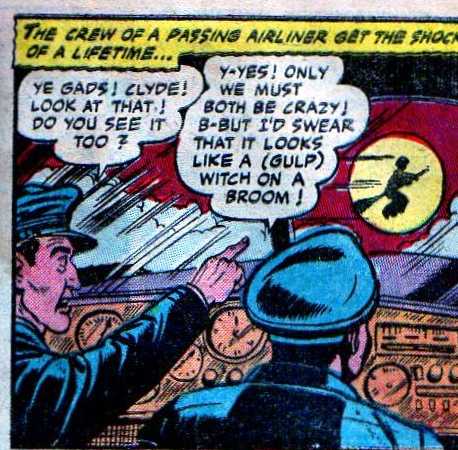 THE CREW OF A PASSING AIRLINER GET THE SHOCK
OF A LIFETIME...
YE GADS! CLYDE!
LOOK AT THAT!
DO YOU SEE IT
TOO?
Y-YES! ONLY
WE MUST
BOTH BE CRAZY!
B-BUT I'D SWEAR
THAT IT LOOKS
LIKE A (GULP)
WITCH ON A
BROOM!